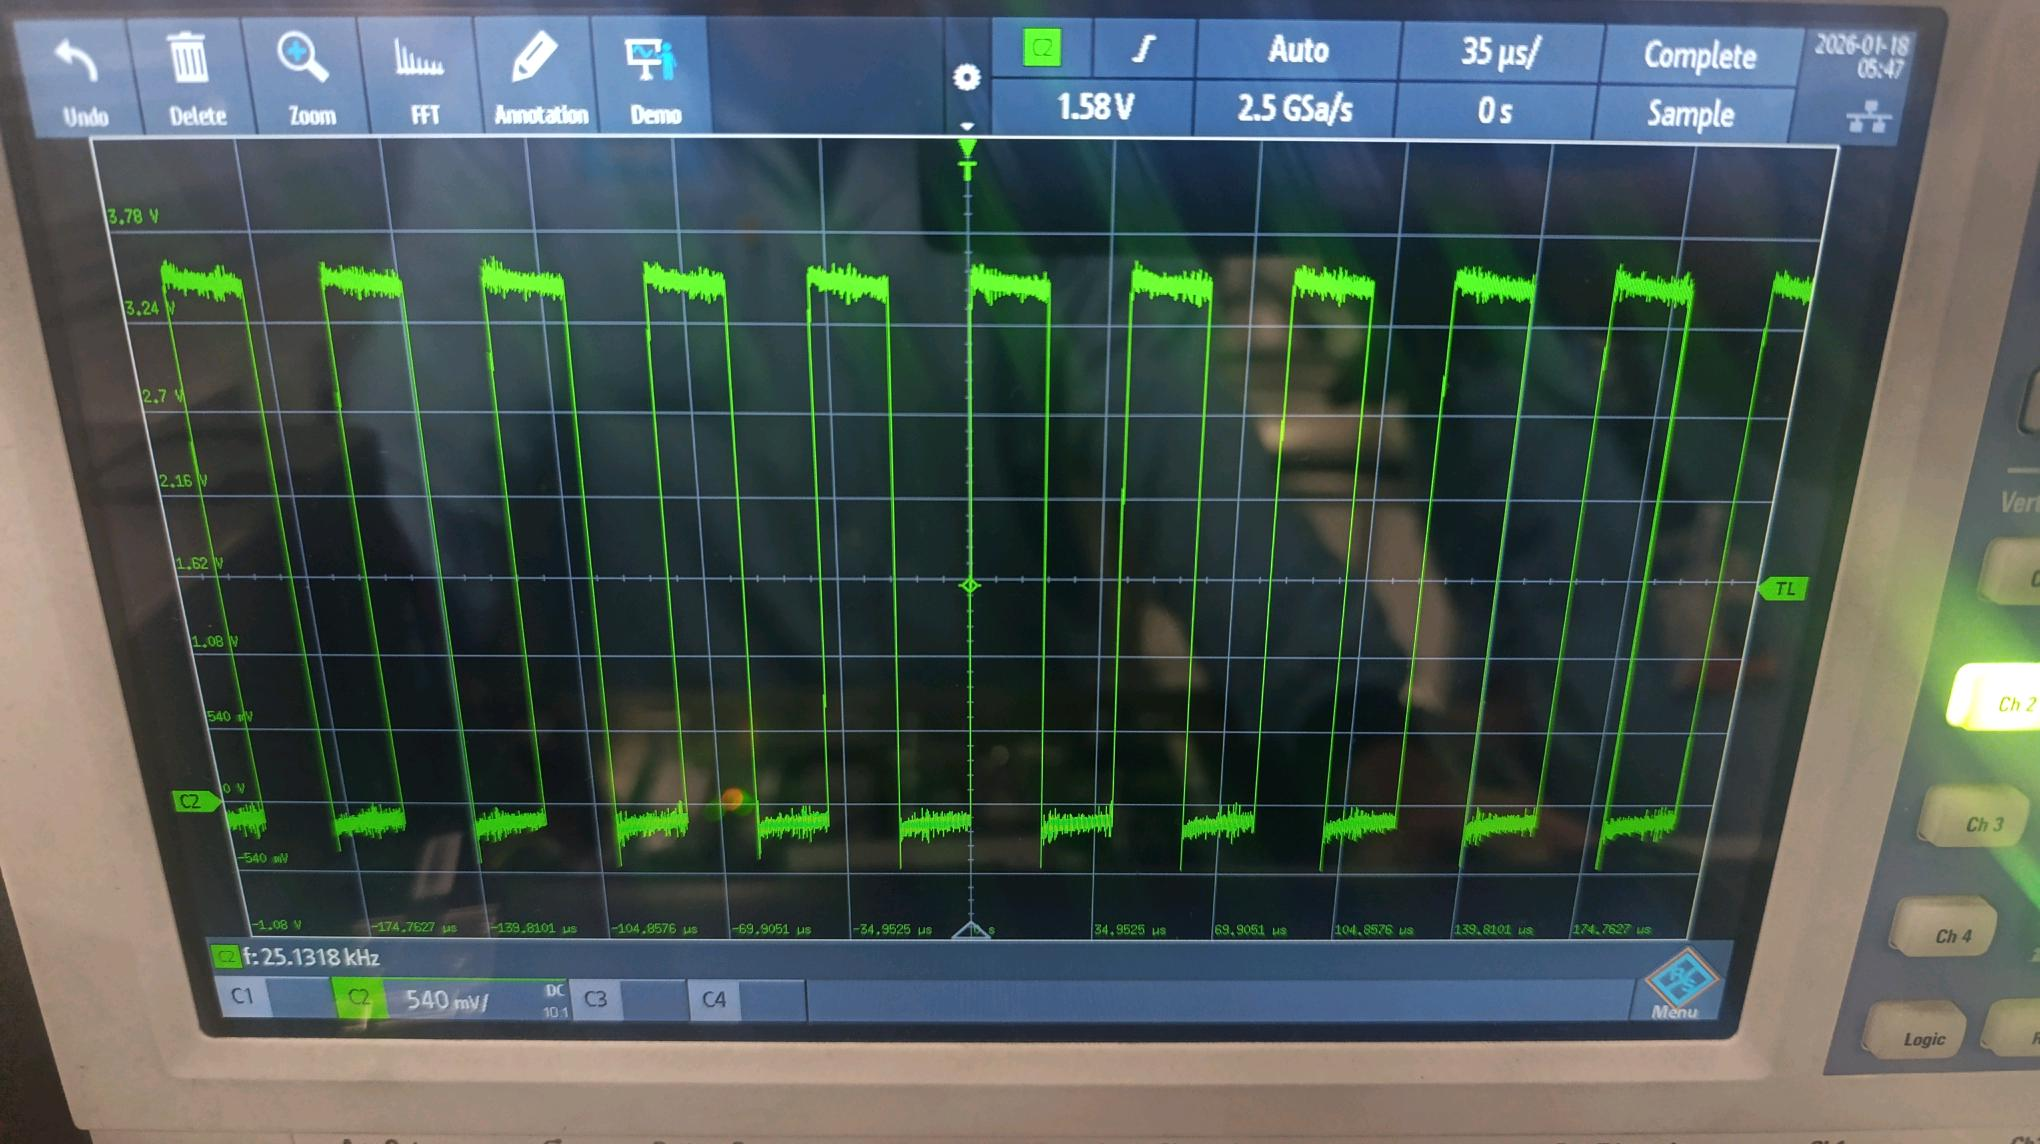 C2
Auto
35 µs/
Complete
2026-01-18
05:47
Undo
Delete
Zoom
FFT
Annotation
Demo
1.58 V
2.5 GSa/s
0 s
Sample
T
3.78 V
3.24 V
2.7 V
2.16 V
1.62 V
TL
1.08 V
540 mV
0 V
C2
-540 mV
-1.08 V
-174.7627 µs
-139.8101 µs
-104.8576 µs
-69.9051 µs
-34.9525 µs
0 s
34.9525 µs
69.9051 µs
104.8576 µs
139.8101 µs
174.7627 µs
C2 f: 25.1318 kHz
C1
C2
540 mV/
DC
10:1
C3
C4
Menu
Ch 2
Ch 3
Ch 4
Logic